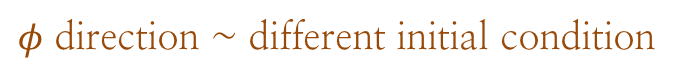 ϕ direction ~ different initial condition